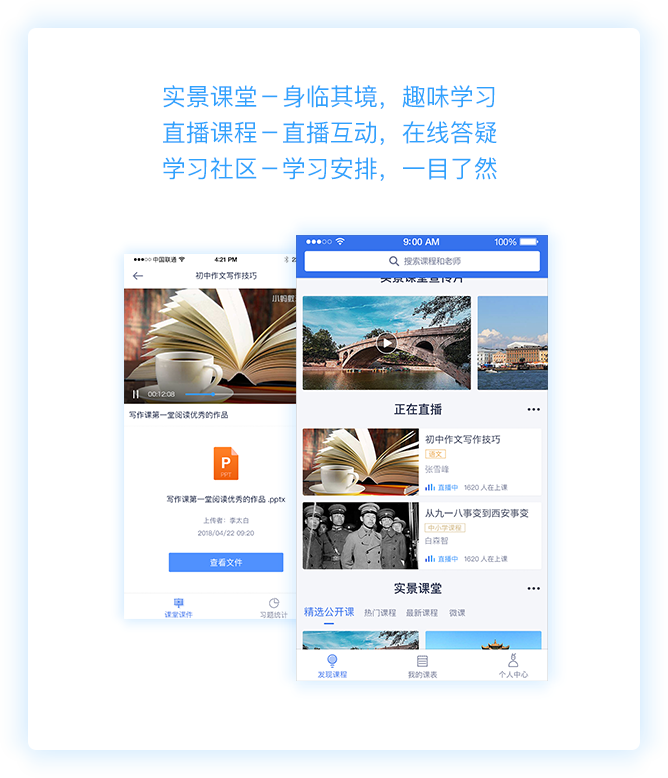 实景课堂－身临其境，趣味学习
直播课程－直播互动，在线答疑
学习社区－学习安排，一目了然
中国联通
4:21 PM
初中作文写作技巧
小蚂蚁
00:12:08
写作课第一堂阅读优秀的作品
P
PPT
写作课第一堂阅读优秀的作品 .pptx
上传者：李太白
2018/04/22 09:20
查看文件
课堂课件
习题统计
9:00 AM
100%
搜索课程和老师
实景课堂宣传片
正在直播
初中作文写作技巧
语文
张雪峰
直播中 1620 人在上课
从九一八事变到西安事变
中小学课程
白森智
直播中 1620 人在上课
实景课堂
精选公开课 热门课程 最新课程 微课
发现课程
我的课表
个人中心